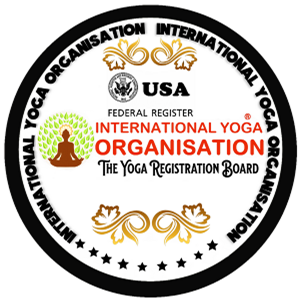 INTERNATIONAL YOGA ORGANISATION INTERNATIONAL YOGA ORGANISATION
USA
FEDERAL REGISTER
INTERNATIONAL YOGA ®
ORGANISATION
THE YOGA REGISTRATION BOARD